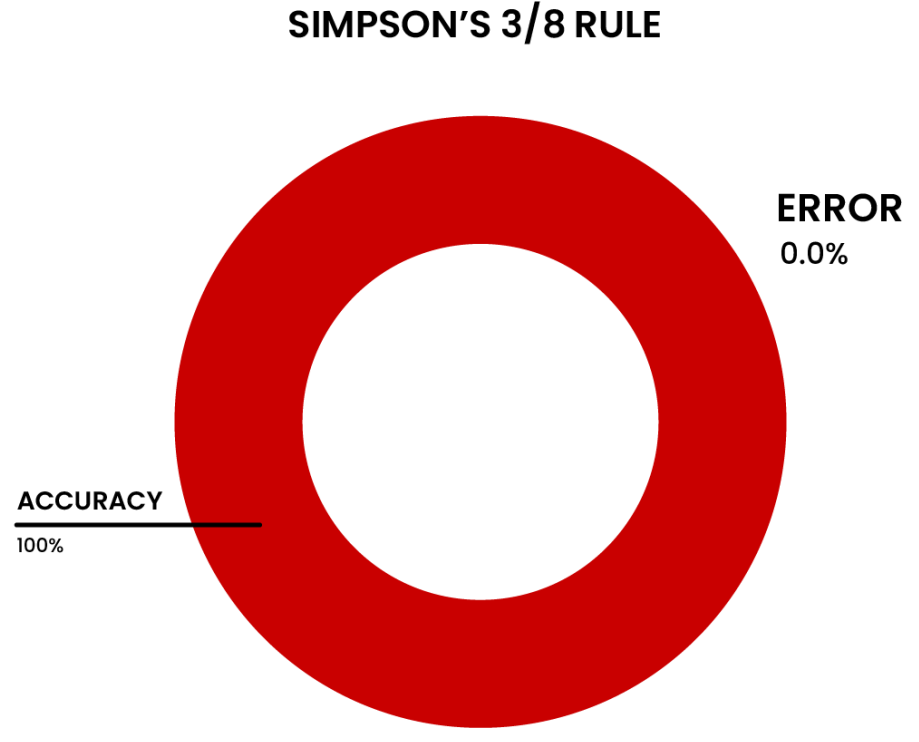 SIMPSON’S 3/8 RULE
ERROR
0.0%
ACCURACY
100%